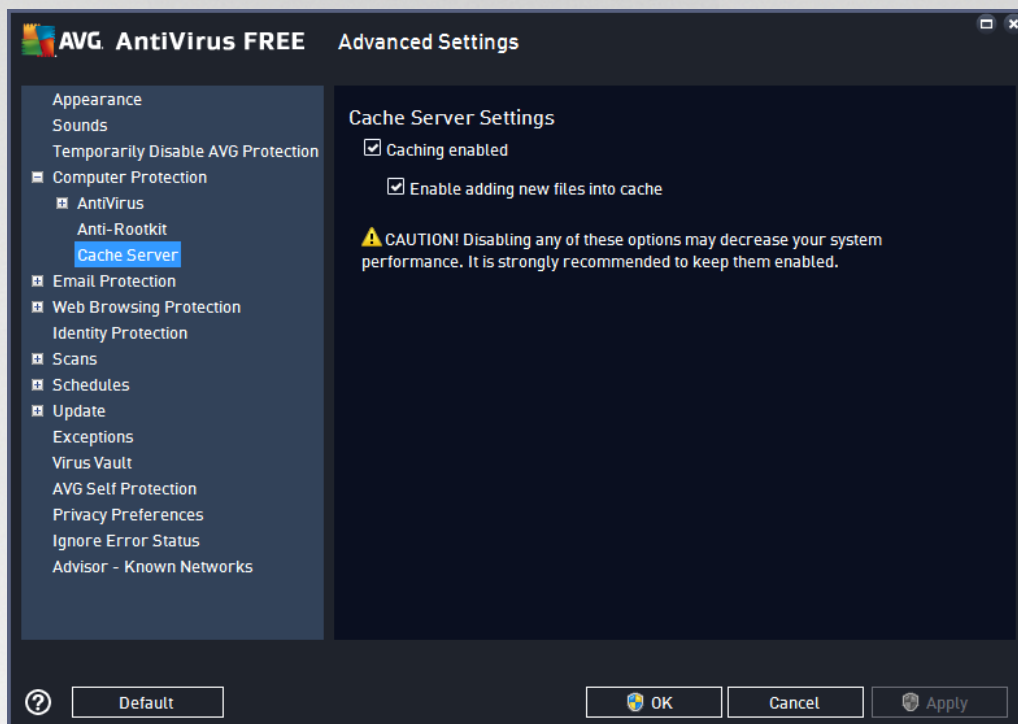 AVG. AntiVirus FREE Advanced Settings
Appearance
Sounds
Temporarily Disable AVG Protection
Computer Protection
AntiVirus
Anti-Rootkit
Cache Server
Email Protection
Web Browsing Protection
Identity Protection
Scans
Schedules
Update
Exceptions
Virus Vault
AVG Self Protection
Privacy Preferences
Ignore Error Status
Advisor - Known Networks
Cache Server Settings
Caching enabled
Enable adding new files into cache
CAUTION! Disabling any of these options may decrease your system
performance. It is strongly recommended to keep them enabled.
Default
OK
Cancel
Apply